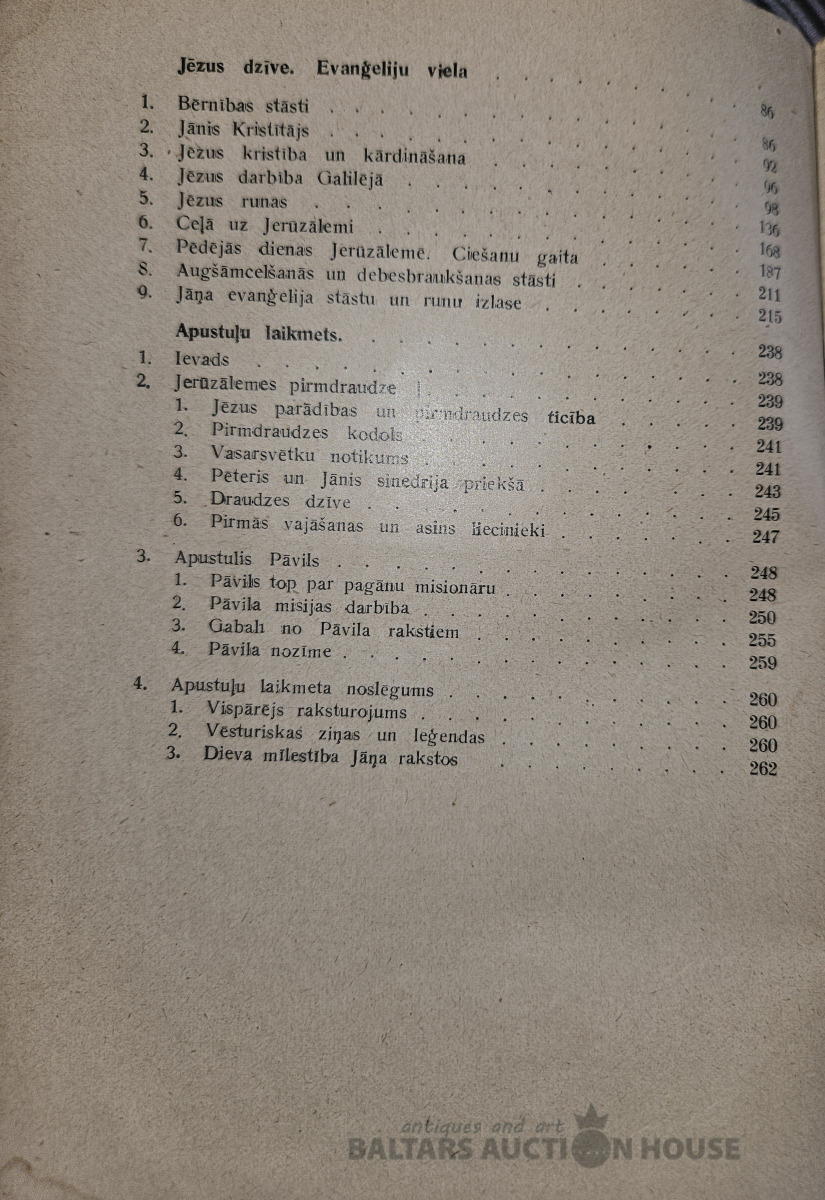 Jēzus dzīve. Evaņģeliju viela . . . . . . . . 86
1. Bērnības stāsti . . . . . . . . . . . 86
2. Jānis Kristītājs . . . . . . . . . . . 92
3. Jēzus kristība un kārdināšana . . . . . . . 96
4. Jēzus darbība Galilejā . . . . . . . . . 98
5. Jēzus runas . . . . . . . . . . . . 136
6. Ceļā uz Jerūzālemi . . . . . . . . . . 168
7. Pēdējās dienas Jerūzālemē. Ciešanu gaita . . . . 187
8. Augšāmcelšanās un debesbraukšanas stāsti . . . . 211
9. Jāņa evaņģelija stāstu un runu izlase . . . . . 215
Apustuļu laikmets. . . . . . . . . . . . 238
1. Ievads . . . . . . . . . . . . . . 238
2. Jerūzālemes pirmdraudze . . . . . . . . . 239
1. Jēzus parādības un pirmdraudzes ticība . . . . 239
2. Pirmdraudzes kodols . . . . . . . . . 241
3. Vasarsvētku notikums . . . . . . . . . 241
4. Pēteris un Jānis sinedrija priekšā . . . . . . 243
5. Draudzes dzīve . . . . . . . . . . . 245
6. Pirmās vajāšanas un asins liecinieki . . . . . 247
3. Apustulis Pāvils . . . . . . . . . . . 248
1. Pāvils top par pagānu misionāru . . . . . . 248
2. Pāvila misijas darbība . . . . . . . . . 250
3. Gabali no Pāvila rakstiem . . . . . . . . 255
4. Pāvila nozīme . . . . . . . . . . . 259
4. Apustuļu laikmeta noslēgums . . . . . . . . 260
1. Vispārējs raksturojums . . . . . . . . . 260
2. Vēsturiskas ziņas un leģendas . . . . . . . 260
3. Dieva mīlestība Jāņa rakstos . . . . . . . 262
antiques and art
BALTARS AUCTION HOUSE